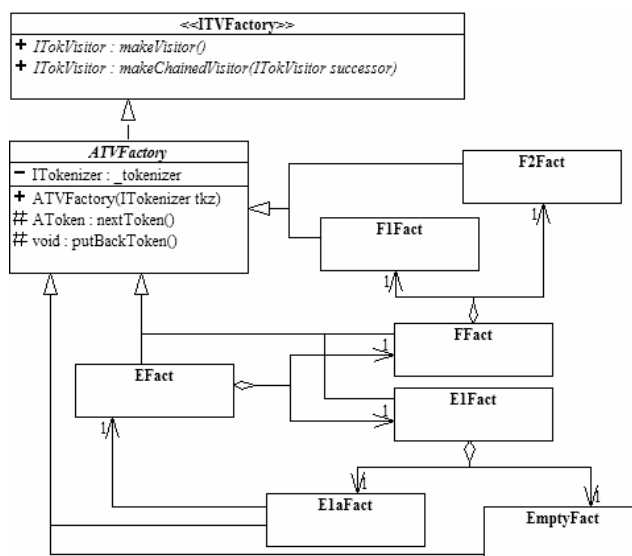 <<ITVFactory>>
+ ITokVisitor : makeVisitor()
+ ITokVisitor : makeChainedVisitor(ITokVisitor successor)
ATVFactory
− ITokenizer : _tokenizer
+ ATVFactory(ITokenizer tkz)
# AToken : nextToken()
# void : putBackToken()
F2Fact
1
F1Fact
1
FFact
1
EFact
E1Fact
1
1
E1aFact
1
EmptyFact
1